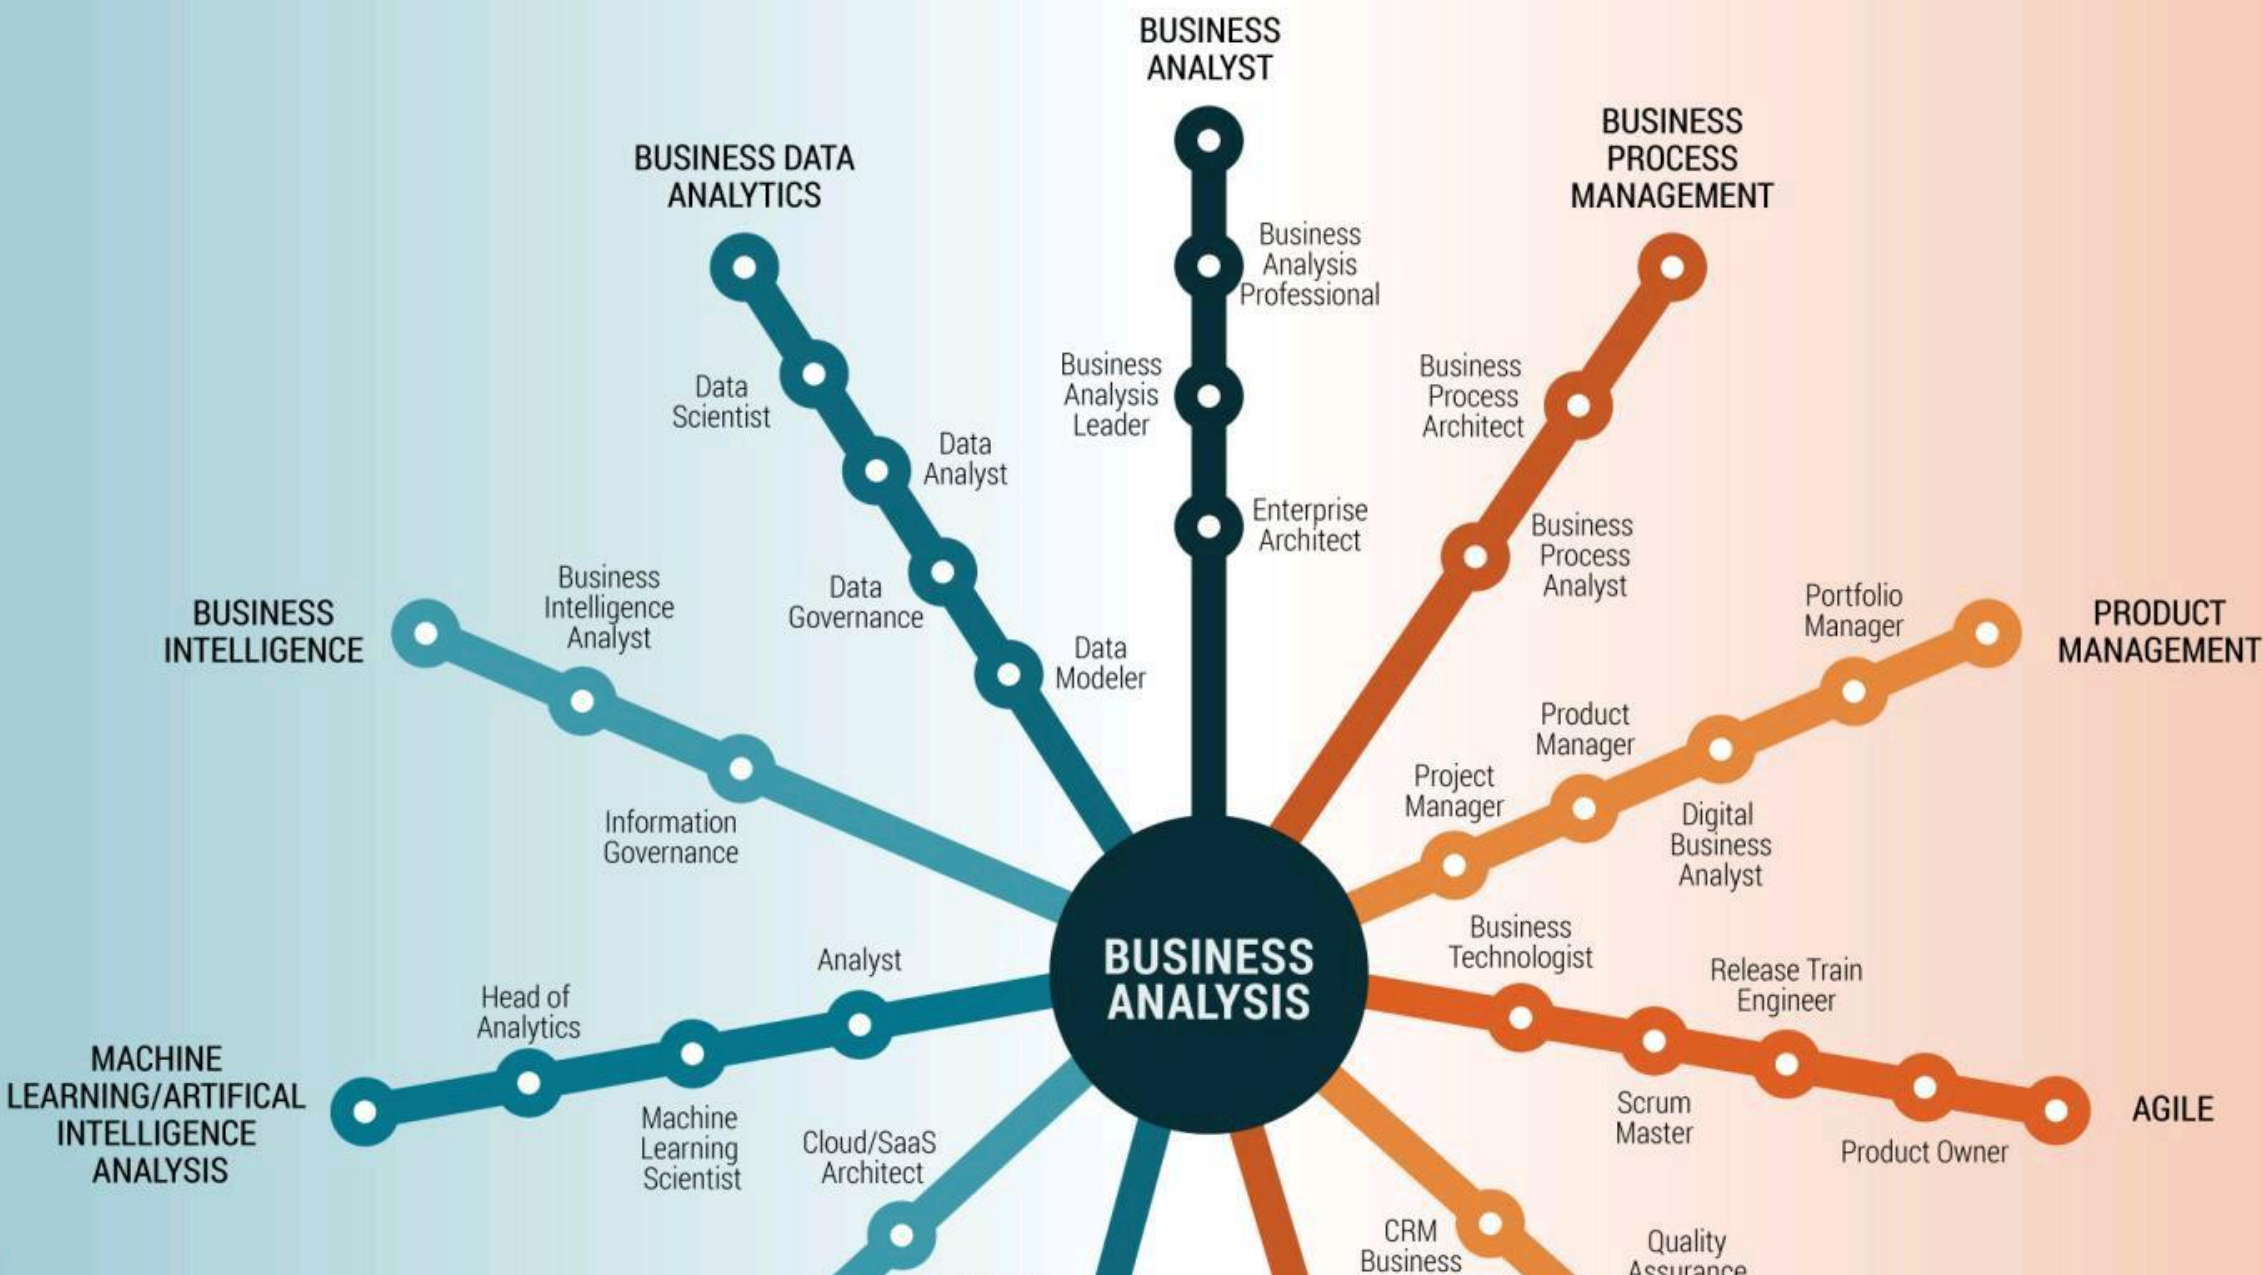 BUSINESS
ANALYST
BUSINESS
PROCESS
MANAGEMENT
BUSINESS DATA
ANALYTICS
Business
Analysis
Professional
Business
Analysis
Leader
Business
Process
Architect
Data
Scientist
Data
Analyst
Enterprise
Architect
Business
Process
Analyst
Data
Governance
Business
Intelligence
Analyst
BUSINESS
INTELLIGENCE
Portfolio
Manager
PRODUCT
MANAGEMENT
Data
Modeler
Product
Manager
Project
Manager
Digital
Business
Analyst
Information
Governance
BUSINESS
ANALYSIS
Business
Technologist
Analyst
Release Train
Engineer
Head of
Analytics
MACHINE
LEARNING/ARTIFICAL
INTELLIGENCE
ANALYSIS
Machine
Learning
Scientist
Scrum
Master
AGILE
Product Owner
Cloud/SaaS
Architect
CRM
Business
Quality
Assurance